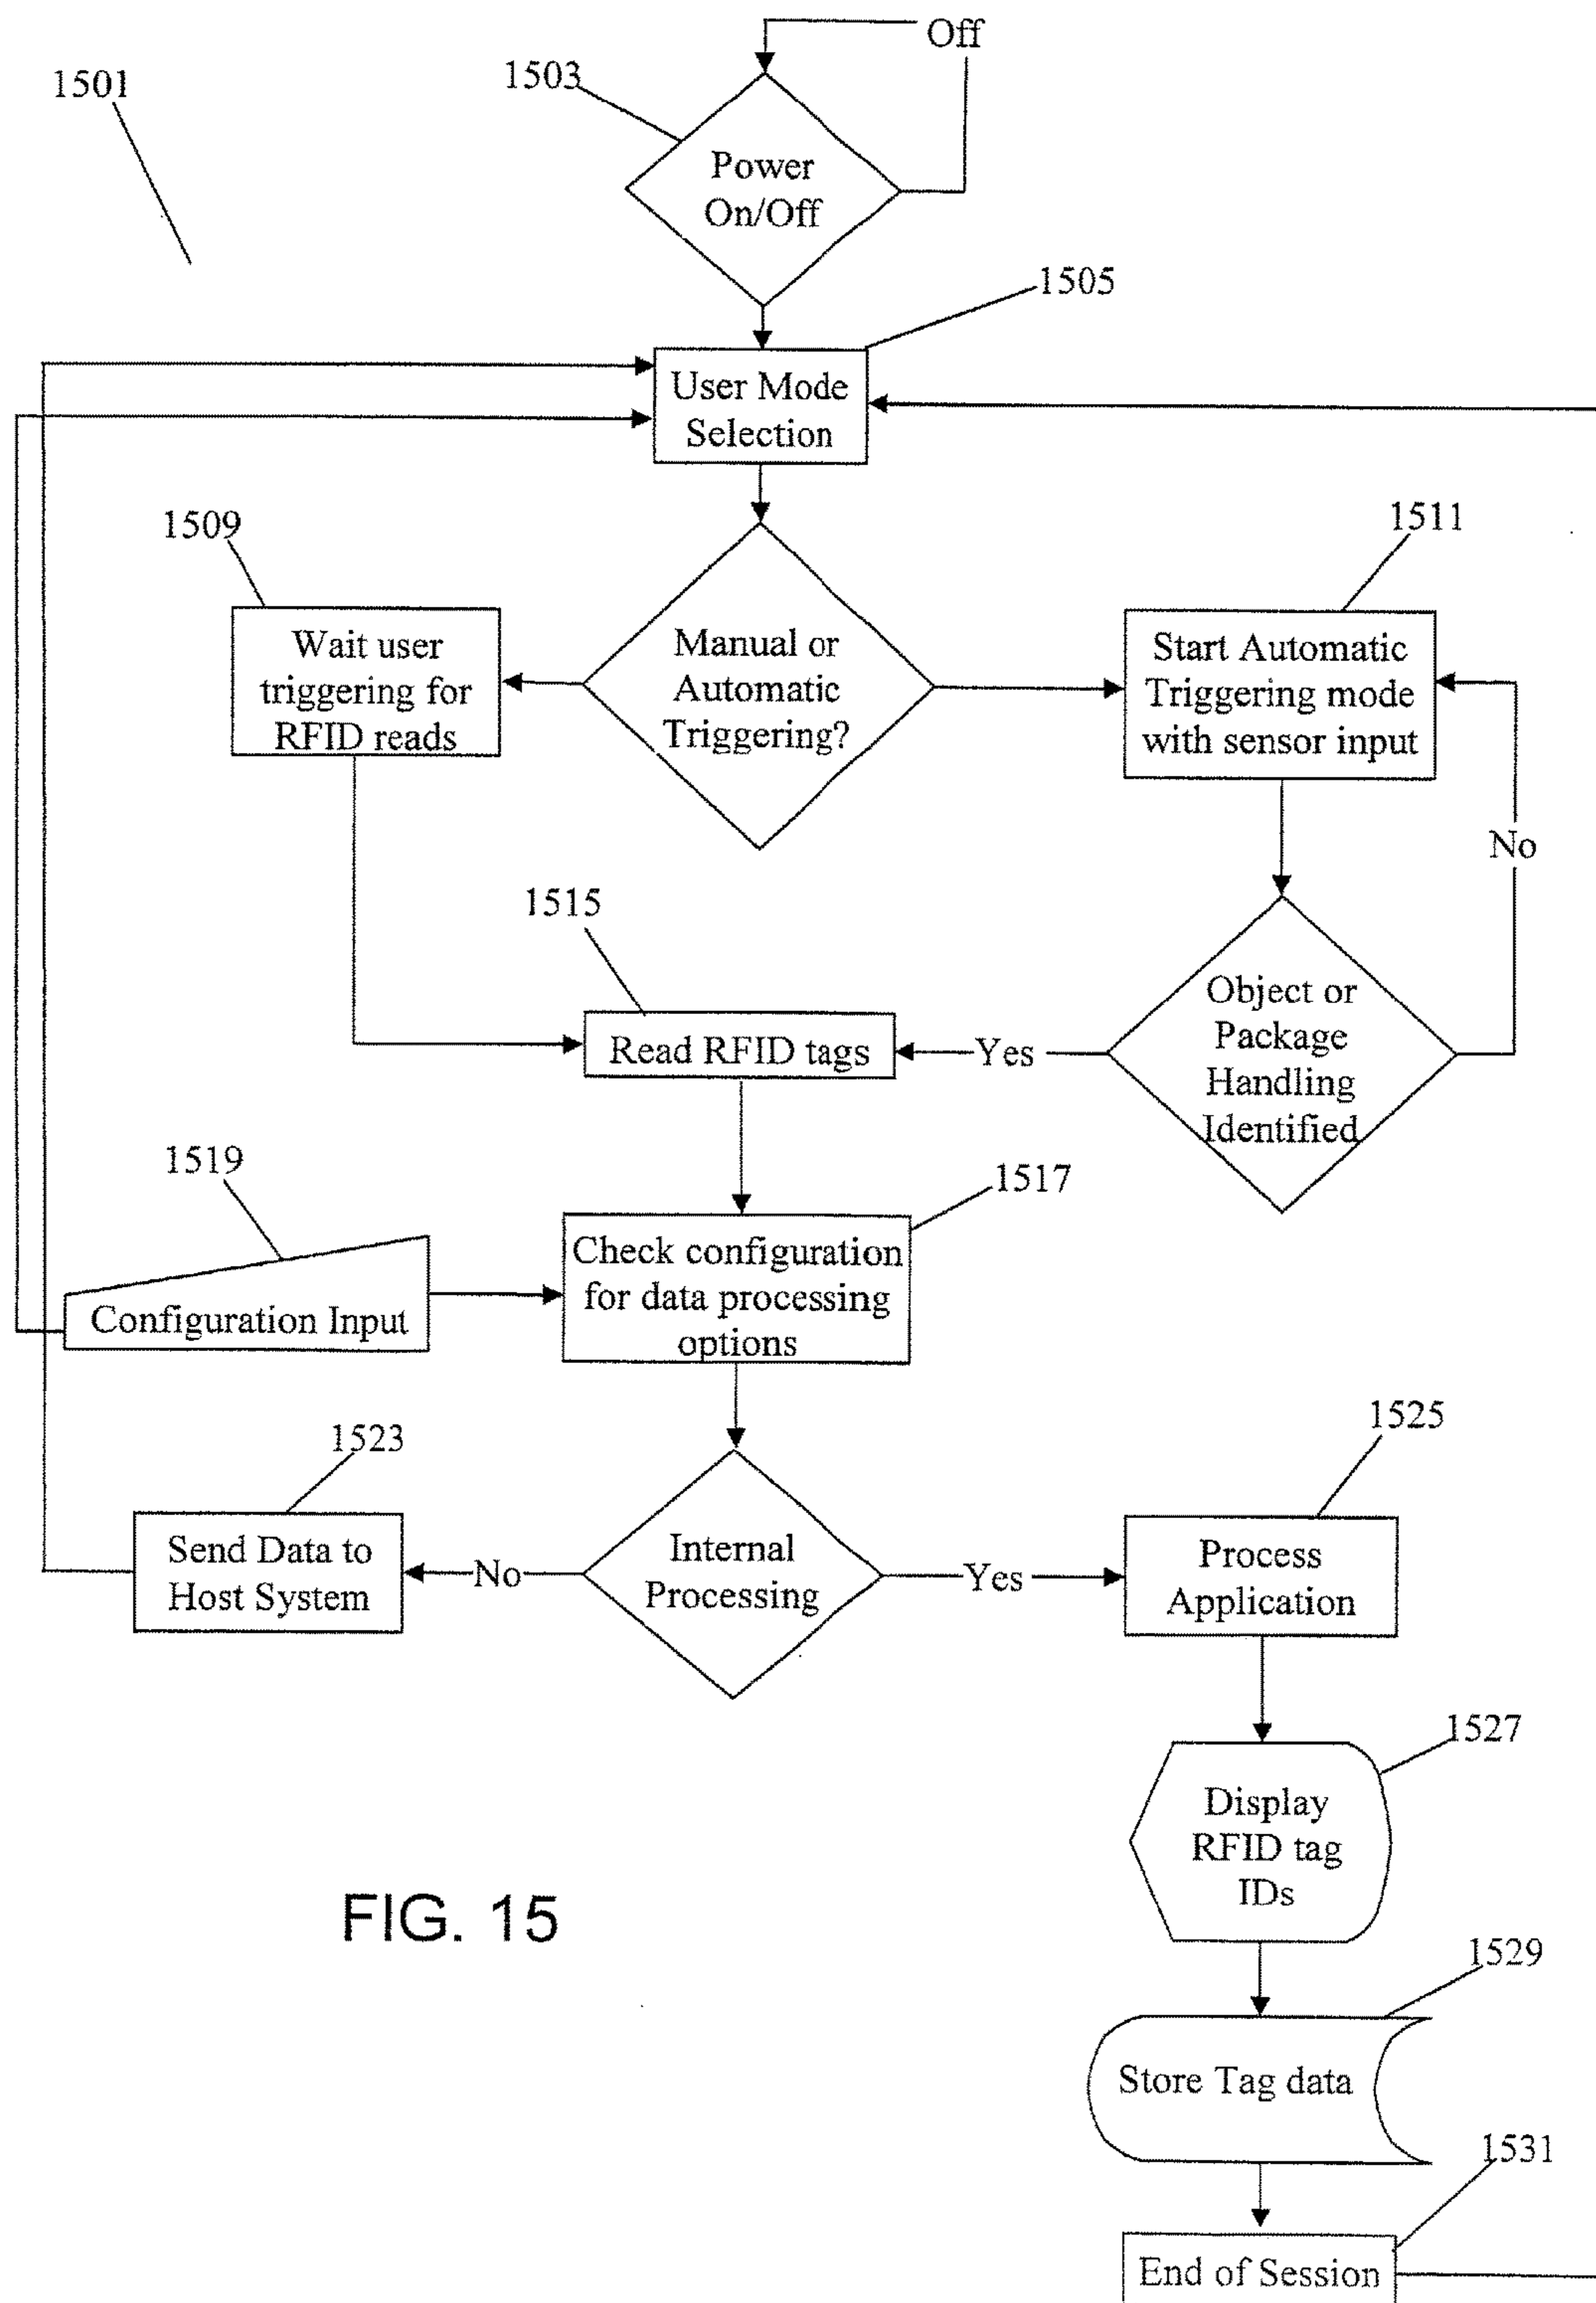 Off
1503
1501
Power
On/Off
1505
User Mode
Selection
1509
1511
Wait user
triggering for
RFID reads
Manual or
Automatic
Triggering?
Start Automatic
Triggering mode
with sensor input
No
1515
Read RFID tags
Yes
Object or
Package
Handling
Identified
1519
1517
Configuration Input
Check configuration
for data processing
options
1523
1525
Send Data to
Host System
No
Internal
Processing
Yes
Process
Application
1527
Display
RFID tag
IDs
FIG. 15
1529
Store Tag data
1531
End of Session